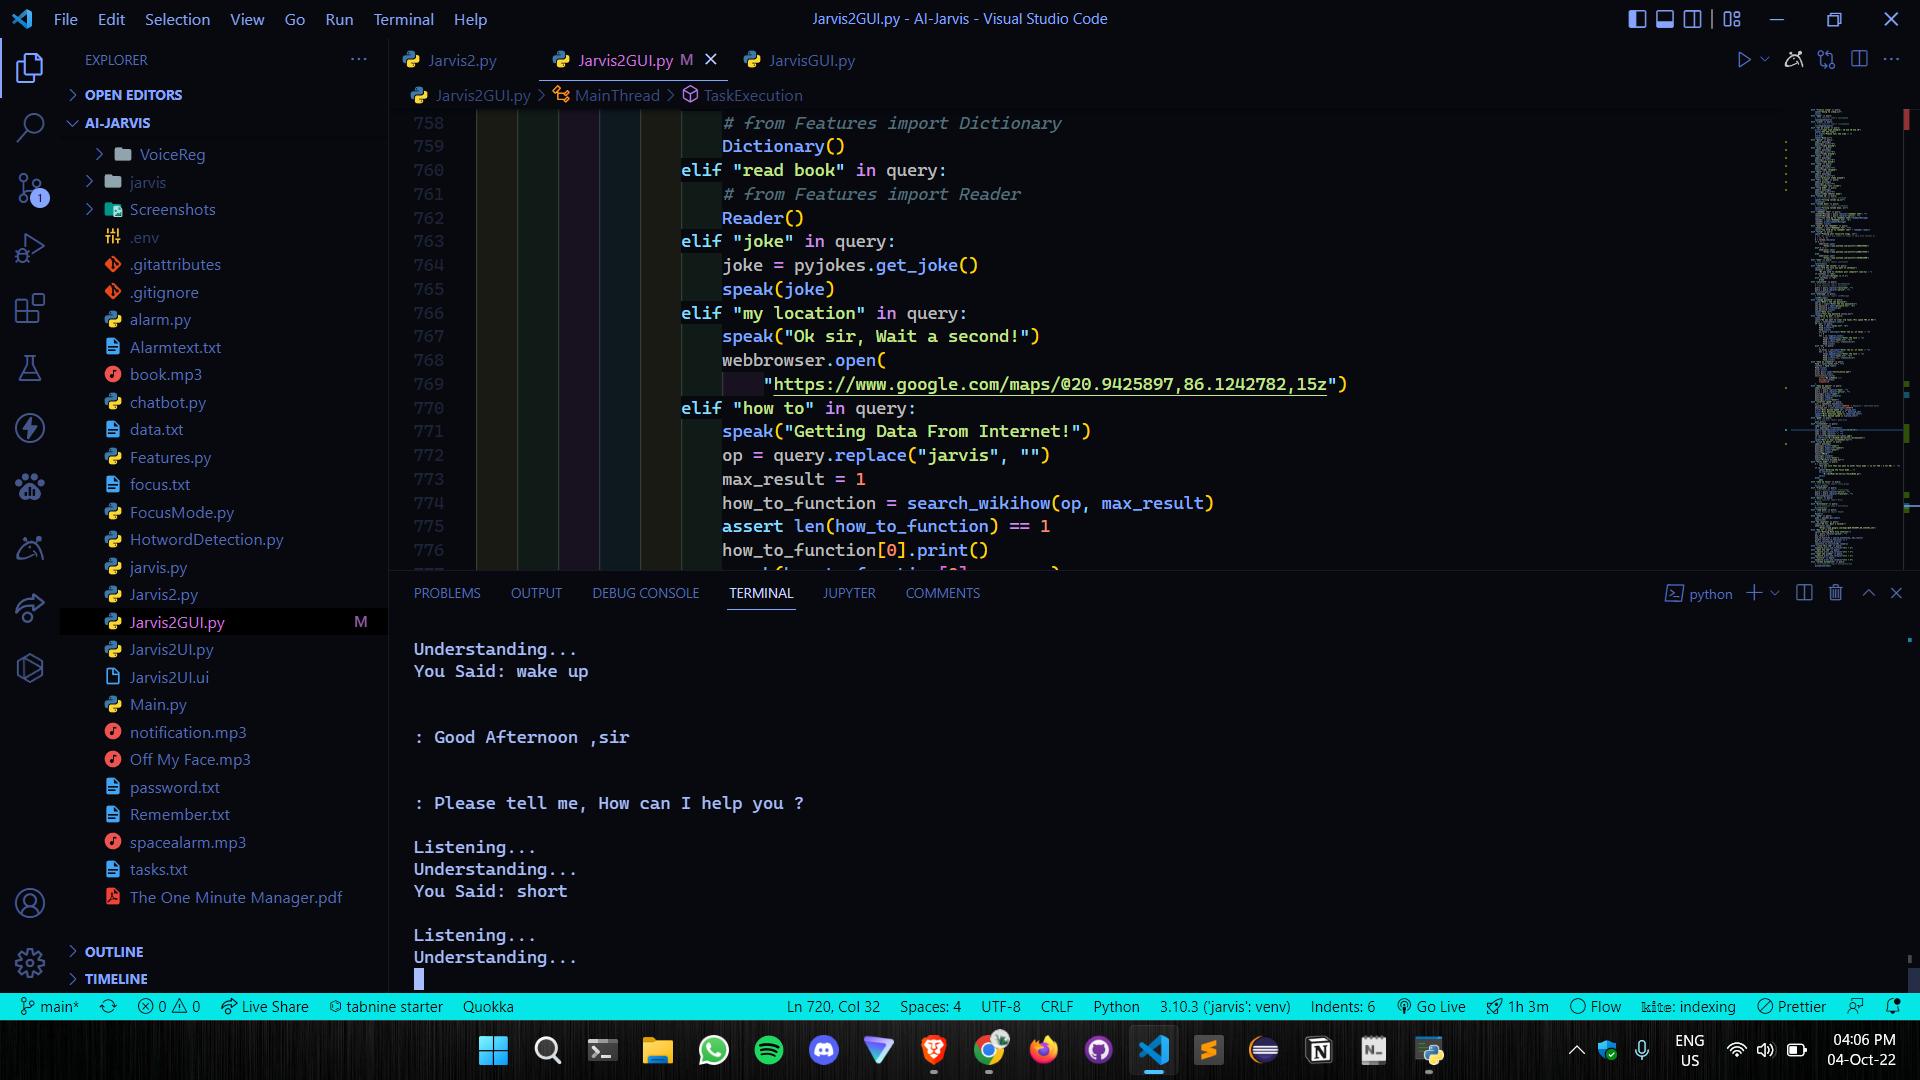 File Edit Selection View Go Run Terminal Help
Jarvis2GUI.py - AI-Jarvis - Visual Studio Code
EXPLORER
OPEN EDITORS
AI-JARVIS
VoiceReg
jarvis
Screenshots
.env
.gitattributes
.gitignore
alarm.py
Alarmtext.txt
book.mp3
chatbot.py
data.txt
Features.py
focus.txt
FocusMode.py
HotwordDetection.py
jarvis.py
Jarvis2.py
Jarvis2GUI.py M
Jarvis2UI.py
Jarvis2UI.ui
Main.py
notification.mp3
Off My Face.mp3
password.txt
Remember.txt
spacealarm.mp3
tasks.txt
The One Minute Manager.pdf
OUTLINE
TIMELINE
1
Jarvis2.py
Jarvis2GUI.py M
JarvisGUI.py
Jarvis2GUI.py > MainThread > TaskExecution
758 # from Features import Dictionary
759 Dictionary()
760 elif "read book" in query:
761 # from Features import Reader
762 Reader()
763 elif "joke" in query:
764 joke = pyjokes.get_joke()
765 speak(joke)
766 elif "my location" in query:
767 speak("Ok sir, Wait a second!")
768 webbrowser.open(
769 "https://www.google.com/maps/@20.9425897,86.1242782,15z")
770 elif "how to" in query:
771 speak("Getting Data From Internet!")
772 op = query.replace("jarvis", "")
773 max_result = 1
774 how_to_function = search_wikihow(op, max_result)
775 assert len(how_to_function) == 1
776 how_to_function[0].print()
PROBLEMS OUTPUT DEBUG CONSOLE TERMINAL JUPYTER COMMENTS
python
Understanding...
You Said: wake up
: Good Afternoon ,sir
: Please tell me, How can I help you ?
Listening...
Understanding...
You Said: short
Listening...
Understanding...
main* 0 0 Live Share tabnine starter Quokka
Ln 720, Col 32 Spaces: 4 UTF-8 CRLF Python 3.10.3 ('jarvis': venv) Indents: 6 Go Live 1h 3m Flow kite: indexing Prettier
ENG
US
04:06 PM
04-Oct-22